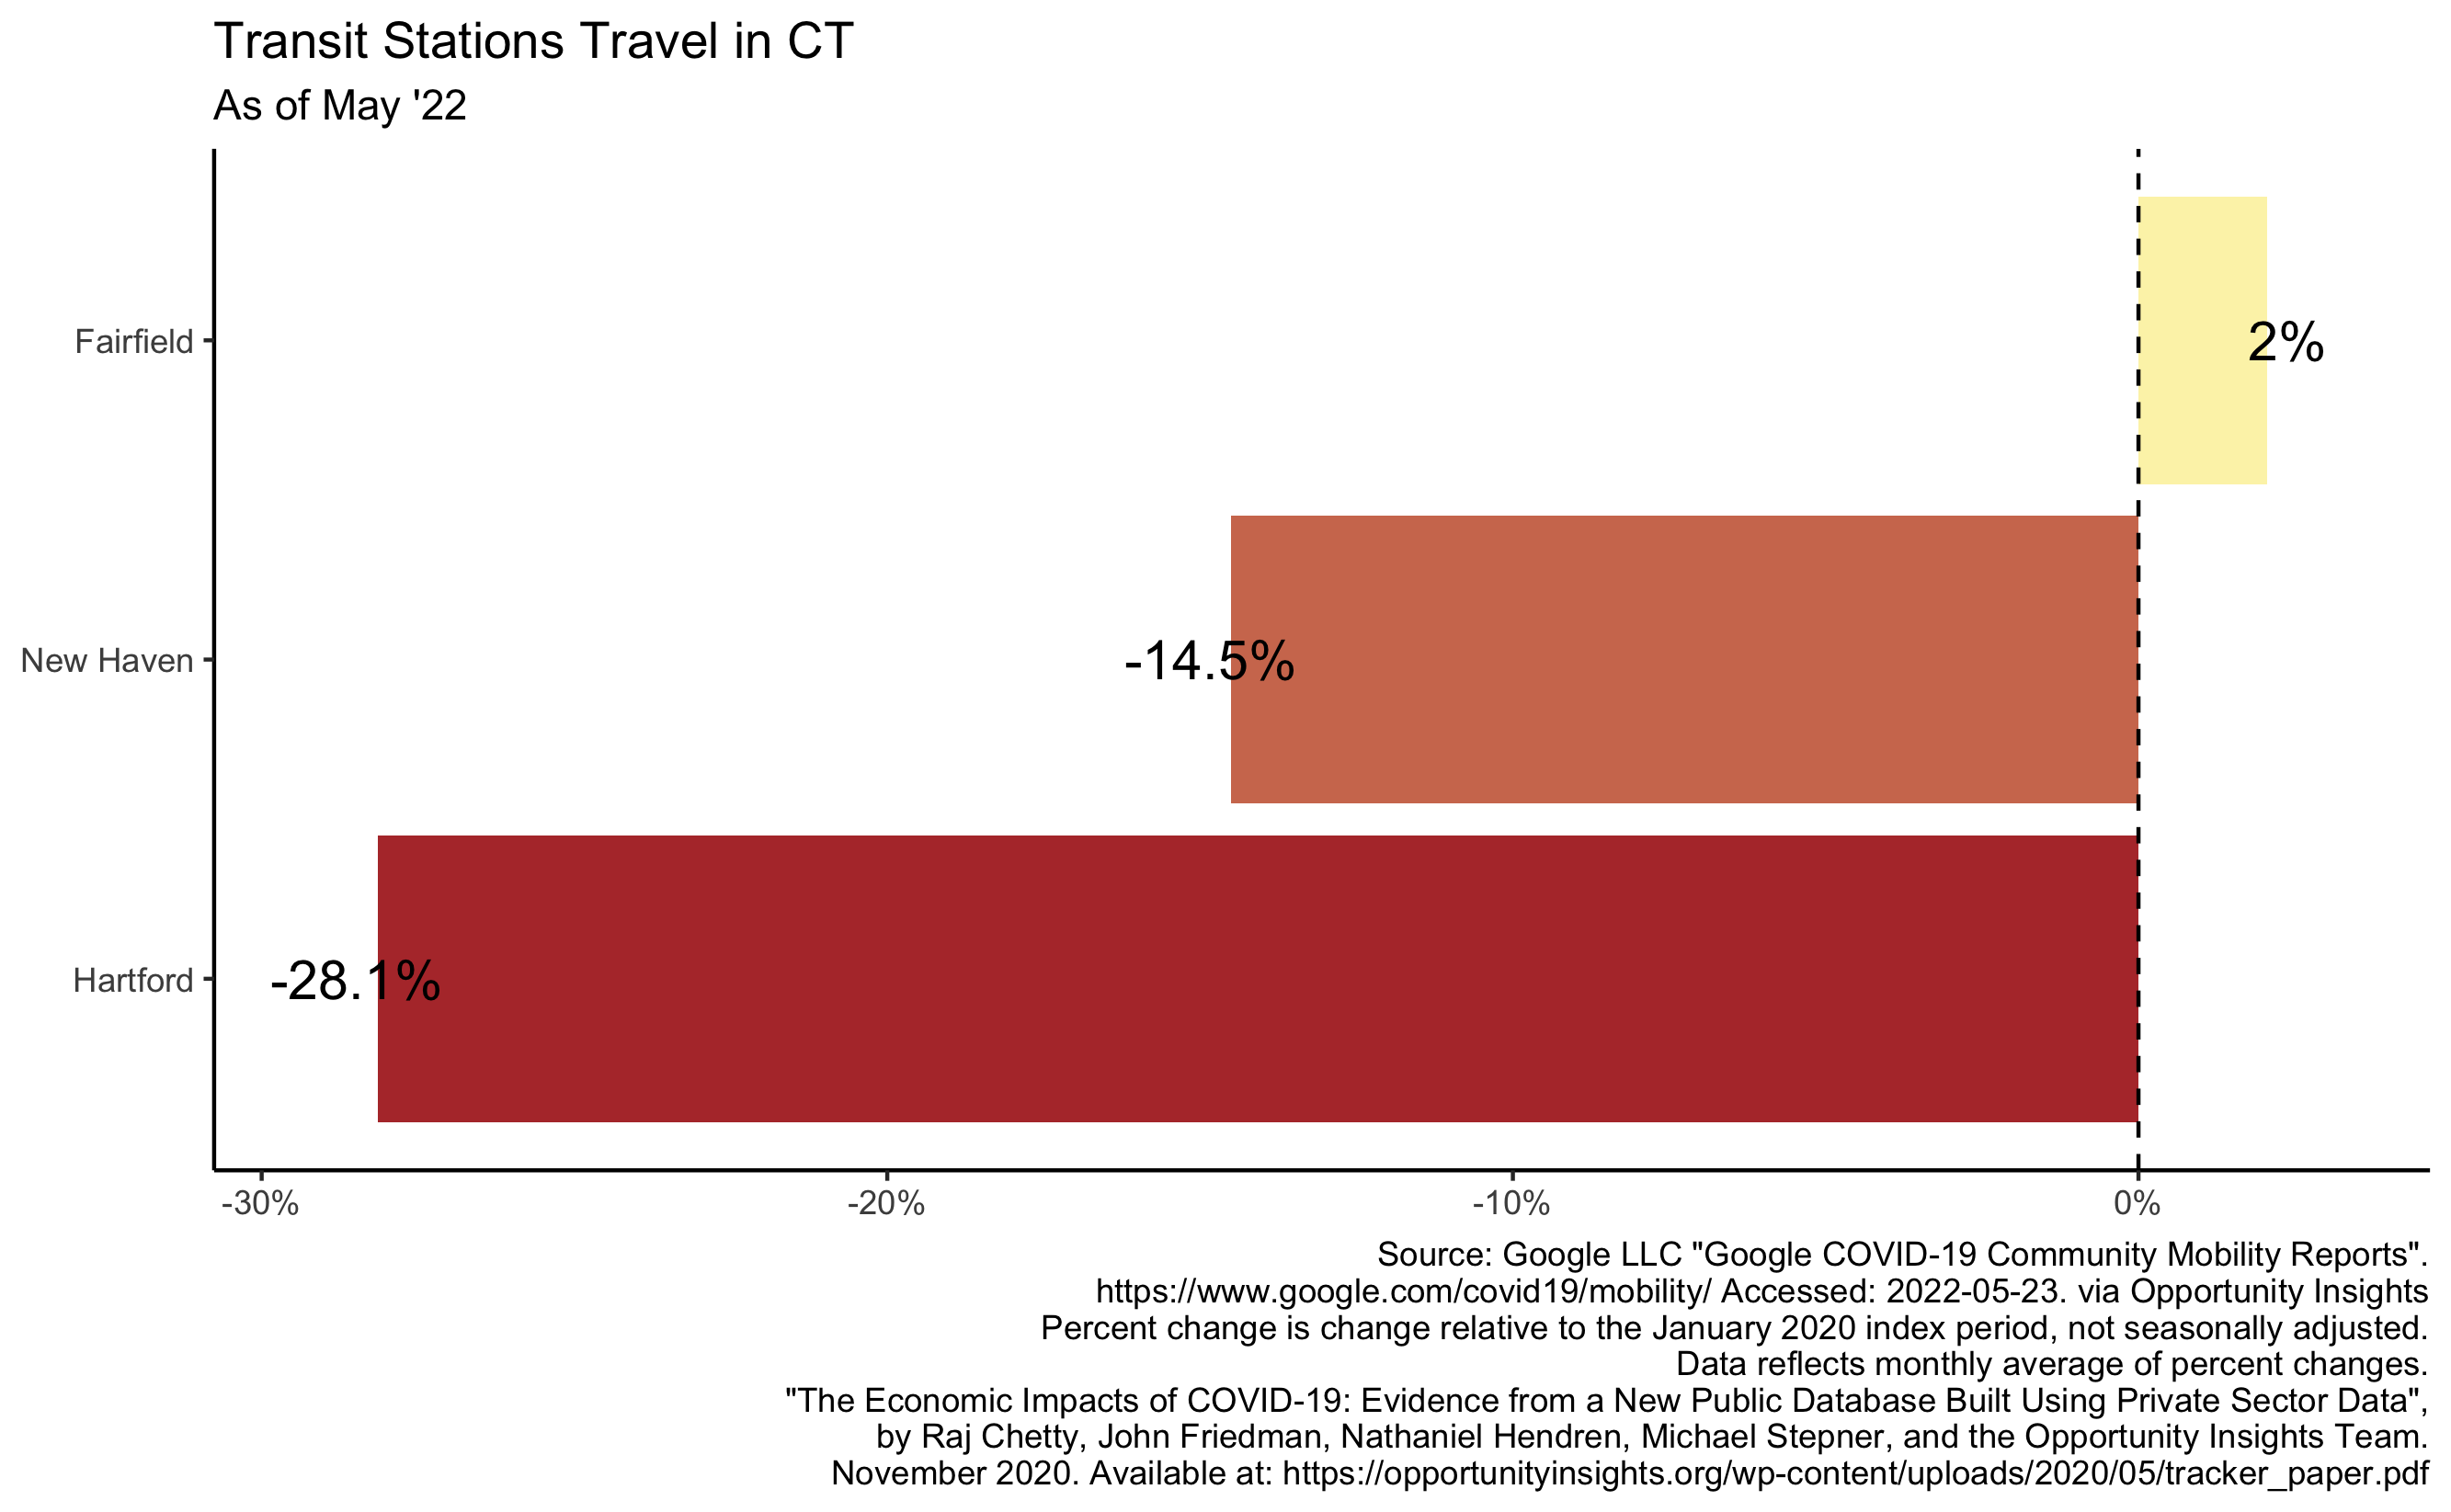 Transit Stations Travel in CT
As of May '22
Fairfield
2%
New Haven
-14.5%
Hartford
-28.1%
-30%
-20%
-10%
0%
Source: Google LLC "Google COVID-19 Community Mobility Reports".
https://www.google.com/covid19/mobility/ Accessed: 2022-05-23. via Opportunity Insights
Percent change is change relative to the January 2020 index period, not seasonally adjusted.
Data reflects monthly average of percent changes.
"The Economic Impacts of COVID-19: Evidence from a New Public Database Built Using Private Sector Data",
by Raj Chetty, John Friedman, Nathaniel Hendren, Michael Stepner, and the Opportunity Insights Team.
November 2020. Available at: https://opportunityinsights.org/wp-content/uploads/2020/05/tracker_paper.pdf